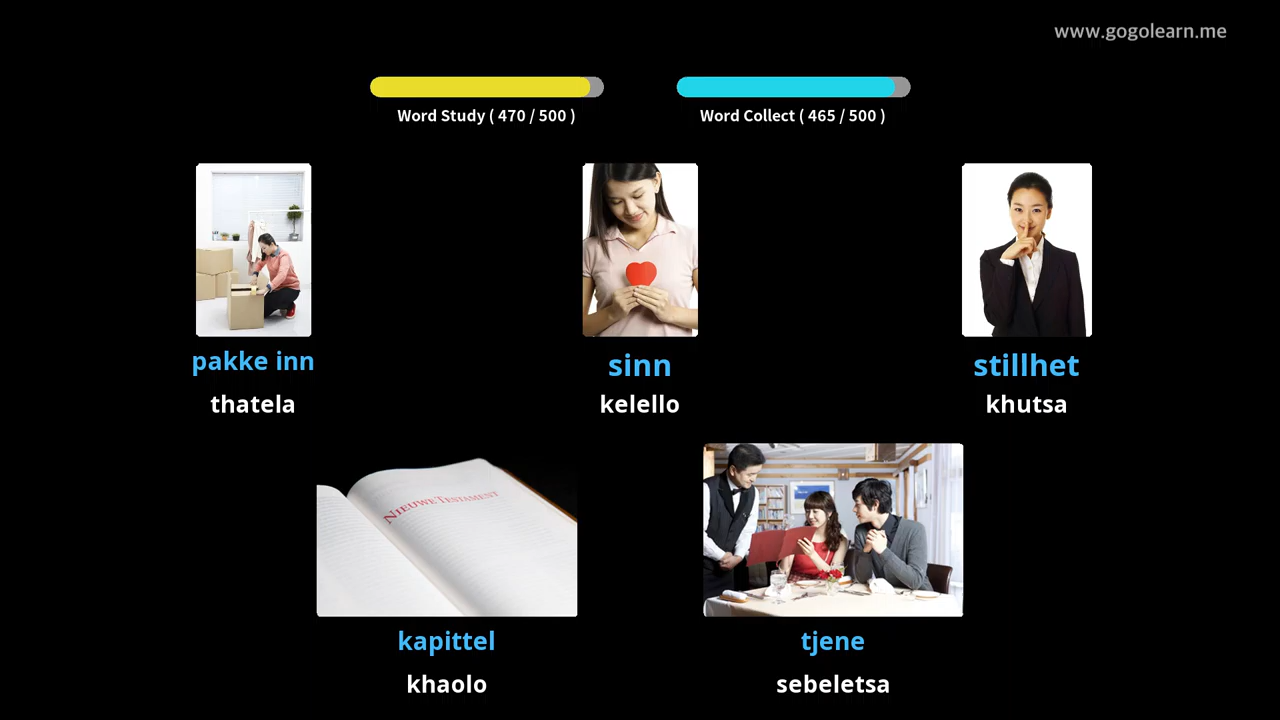 www.gogolearn.me
Word Study ( 470 / 500 )
Word Collect ( 465 / 500 )
pakke inn
thatela
sinn
kelello
stillhet
khutsa
NIEUWE TESTAMENT
kapittel
khaolo
tjene
sebeletsa